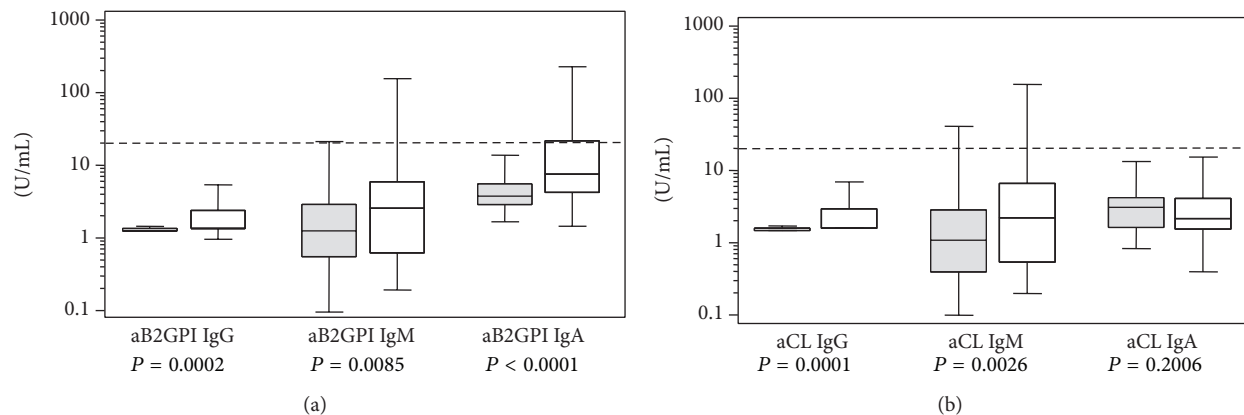 1000
100
10
1
0.1
(U/mL)
aB2GPI IgG
aB2GPI IgM
aB2GPI IgA
P = 0.0002
P = 0.0085
P < 0.0001
(a)
1000
100
10
1
0.1
(U/mL)
aCL IgG
aCL IgM
aCL IgA
P = 0.0001
P = 0.0026
P = 0.2006
(b)